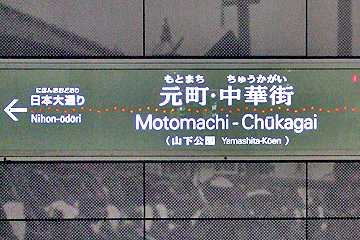 にほんおおどおり
日本大通り
Nihon-ōdōri
もとまち ちゅうかがい
元町・中華街
Motomachi-Chūkagai
(山下公園 Yamashita-Kōen)